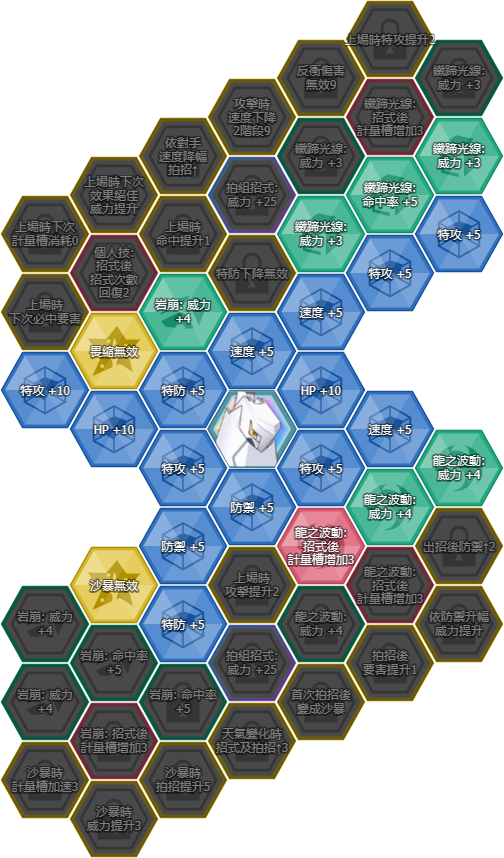 上場時特攻提升2
反衝傷害
無效9
鐵蹄光線:
威力 +3
攻擊時
速度下降
2階段9
鐵蹄光線:
招式後
計量槽增加3
依對手
速度降幅
拍招↑
鐵蹄光線:
威力 +3
鐵蹄光線:
威力 +3
上場時下次
效果絕佳
威力提升
拍組招式:
威力 +25
鐵蹄光線:
命中率 +5
上場時下次
計量槽消耗0
上場時
命中提升1
鐵蹄光線:
威力 +3
特攻 +5
個人技:
招式後
招式次數
回復2
特防下降無效
特攻 +5
上場時
下次必中要害
岩崩: 威力
+4
速度 +5
畏縮無效
速度 +5
特攻 +10
特防 +5
HP +10
HP +10
速度 +5
特攻 +5
特攻 +5
龍之波動:
威力 +4
防禦 +5
龍之波動:
威力 +4
防禦 +5
龍之波動:
招式後
計量槽增加3
出招後防禦↑2
沙暴無效
上場時
攻擊提升2
龍之波動:
招式後
計量槽增加3
岩崩: 威力
+4
特防 +5
龍之波動:
威力 +4
依防禦升幅
威力提升
岩崩: 命中率
+5
拍組招式:
威力 +25
拍招後
要害提升1
岩崩: 威力
+4
岩崩: 命中率
+5
首次拍招後
變成沙暴
岩崩: 招式後
計量槽增加3
天氣變化時
招式及拍招↑3
沙暴時
計量槽加速3
沙暴時
拍招提升5
沙暴時
威力提升3